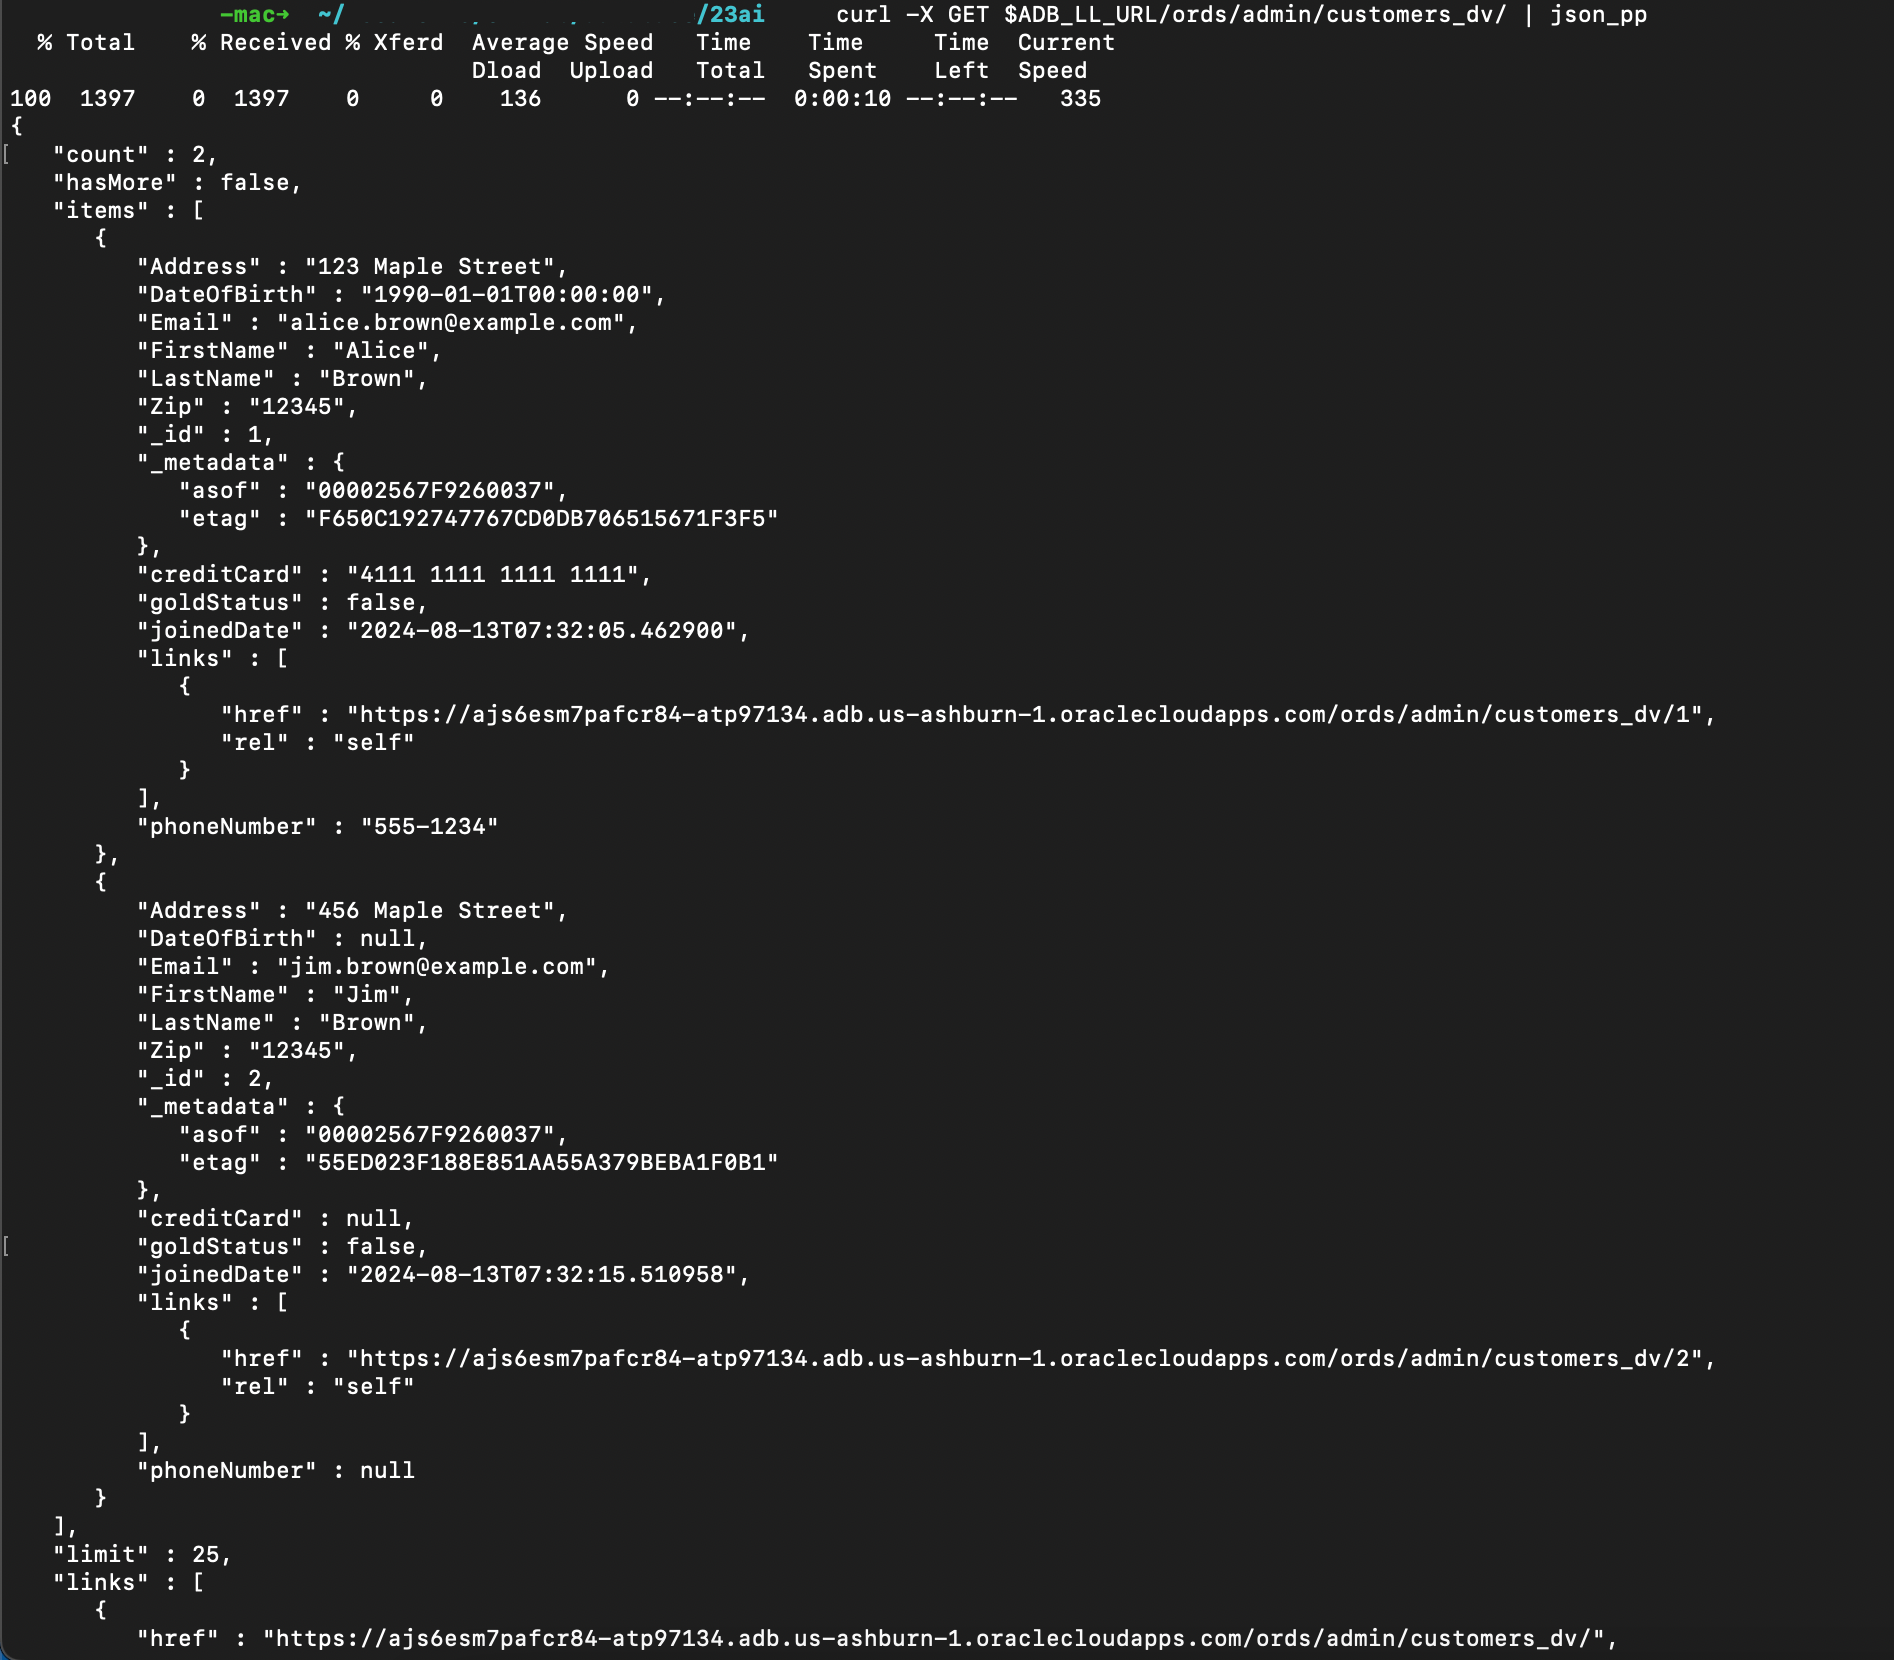 -mac→ ~/ /23ai curl -X GET $ADB_LL_URL/ords/admin/customers_dv/ | json_pp
  % Total    % Received % Xferd  Average Speed   Time    Time     Time  Current
                                 Dload  Upload   Total   Spent    Left  Speed
100  1397    0  1397    0     0    136      0 --:--:--  0:00:10 --:--:--   335
{
[  "count" : 2,
   "hasMore" : false,
   "items" : [
      {
         "Address" : "123 Maple Street",
         "DateOfBirth" : "1990-01-01T00:00:00",
         "Email" : "alice.brown@example.com",
         "FirstName" : "Alice",
         "LastName" : "Brown",
         "Zip" : "12345",
         "_id" : 1,
         "_metadata" : {
            "asof" : "00002567F9260037",
            "etag" : "F650C192747767CD0DB706515671F3F5"
         },
         "creditCard" : "4111 1111 1111 1111",
         "goldStatus" : false,
         "joinedDate" : "2024-08-13T07:32:05.462900",
         "links" : [
            {
               "href" : "https://ajs6esm7pafcr84-atp97134.adb.us-ashburn-1.oraclecloudapps.com/ords/admin/customers_dv/1",
               "rel" : "self"
            }
         ],
         "phoneNumber" : "555-1234"
      },
      {
         "Address" : "456 Maple Street",
         "DateOfBirth" : null,
         "Email" : "jim.brown@example.com",
         "FirstName" : "Jim",
         "LastName" : "Brown",
         "Zip" : "12345",
         "_id" : 2,
         "_metadata" : {
            "asof" : "00002567F9260037",
            "etag" : "55ED023F188E851AA55A379BEBA1F0B1"
         },
         "creditCard" : null,
[        "goldStatus" : false,
         "joinedDate" : "2024-08-13T07:32:15.510958",
         "links" : [
            {
               "href" : "https://ajs6esm7pafcr84-atp97134.adb.us-ashburn-1.oraclecloudapps.com/ords/admin/customers_dv/2",
               "rel" : "self"
            }
         ],
         "phoneNumber" : null
      }
   ],
   "limit" : 25,
   "links" : [
      {
         "href" : "https://ajs6esm7pafcr84-atp97134.adb.us-ashburn-1.oraclecloudapps.com/ords/admin/customers_dv/",